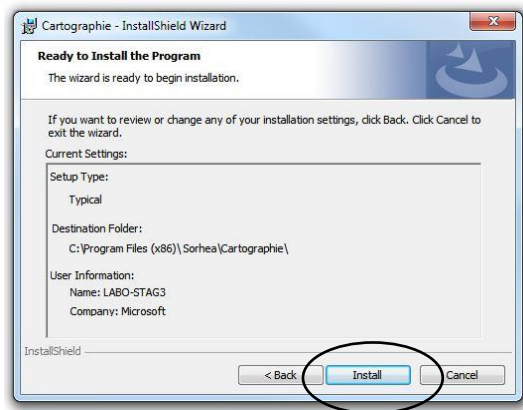 Cartographie - InstallShield Wizard
Ready to Install the Program
The wizard is ready to begin installation.
If you want to review or change any of your installation settings, click Back. Click Cancel to
exit the wizard.
Current Settings:
Setup Type:
Typical
Destination Folder:
C:\Program Files (x86)\Sorhea\Cartographie\
User Information:
Name: LABO-STAG3
Company: Microsoft
InstallShield
< Back
Install
Cancel